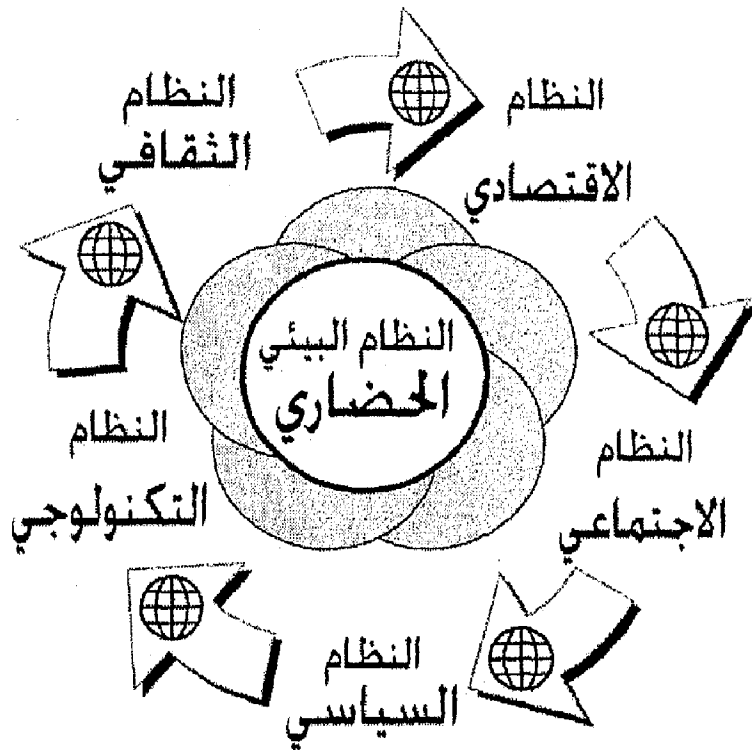 النظام
الثقافي
النظام
الاقتصادي
النظام البيئي
الحضاري
النظام
التكنولوجي
النظام
الاجتماعي
النظام
السياسي